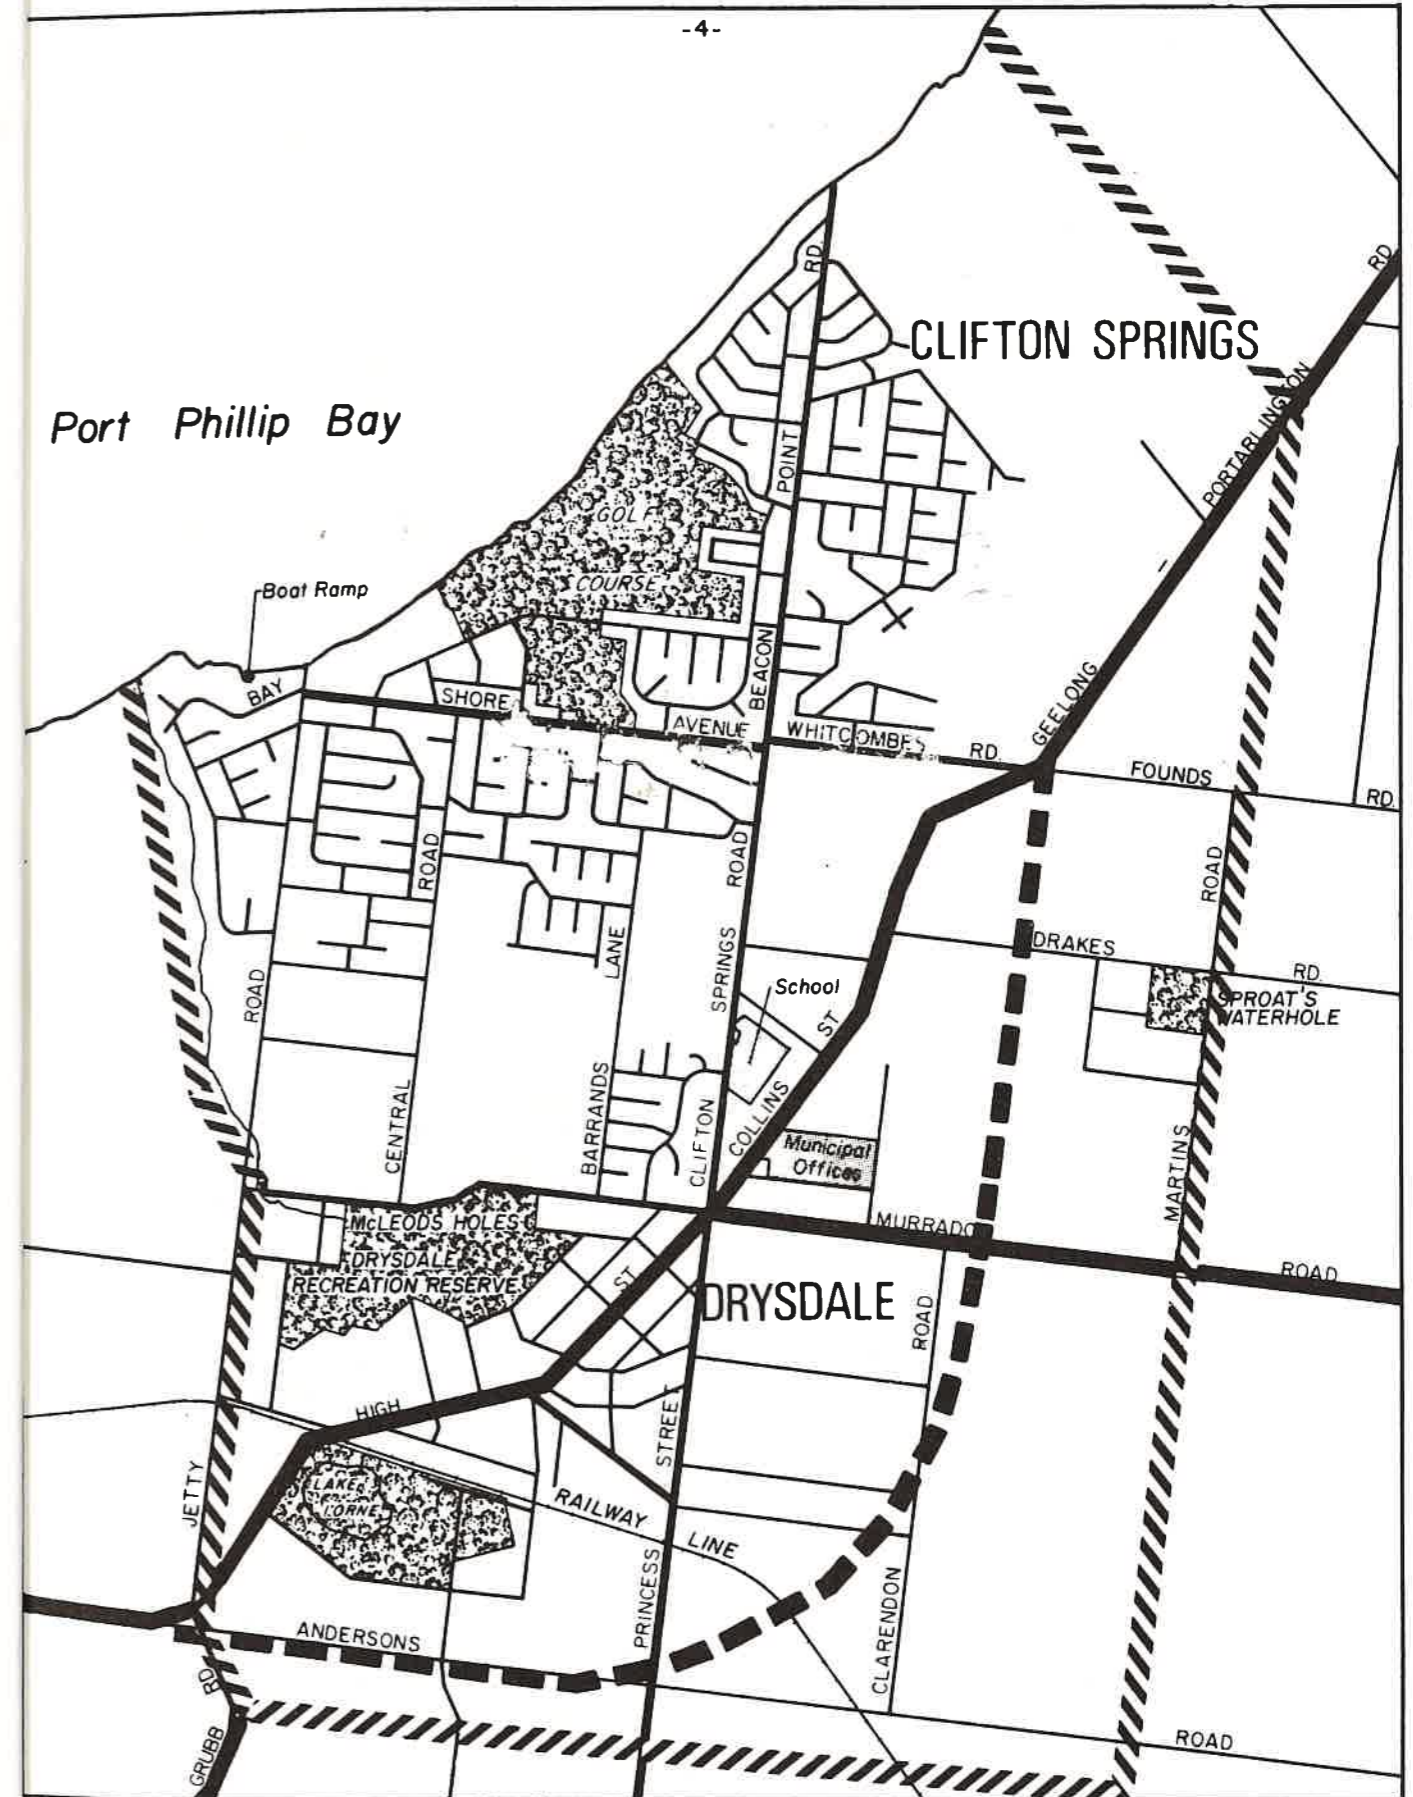 -4-
RD.
RD
CLIFTON SPRINGS
PORTARLINGTON
Port Phillip Bay
POINT
GOLF
COURSE
Boat Ramp
BEACON
BAY
SHORE
AVENUE
WHITCOMBES
RD.
GEELONG
FOUNDS
RD.
ROAD
ROAD
ROAD
DRAKES
RD.
LANE
SPRINGS
School
SPROAT'S
WATERHOLE
ROAD
ST
CENTRAL
BARRANDS
CLIFTON
COLLINS
Municipal
Offices
MARTINS
McLEODS HOLES
DRYSDALE
RECREATION RESERVE
MURRADOC
ROAD
ST
DRYSDALE
ROAD
HIGH
STREET
JETTY
LAKE
LORNE
RAILWAY
LINE
PRINCESS
ANDERSONS
CLARENDON
RD
GRUBB
ROAD